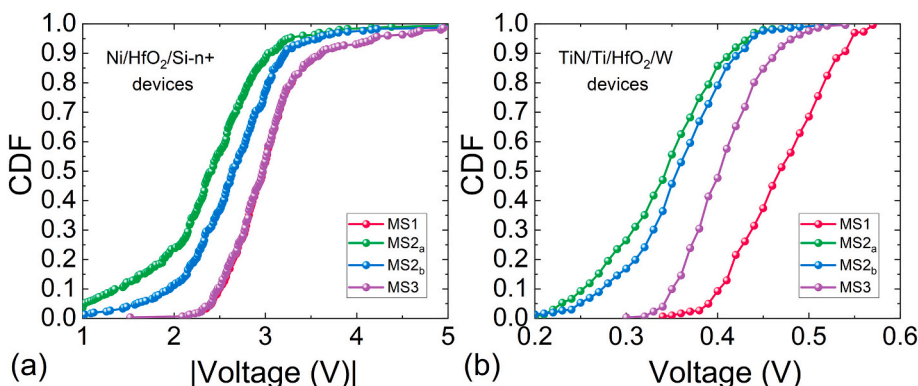 1.0
0.9
0.8
0.7
0.6
0.5
0.4
0.3
0.2
0.1
0.0
CDF
Ni/HfO₂/Si-n+
devices
MS1
MS2ₐ
MS2_b
MS3
1 2 3 4 5
(a) |Voltage (V)|
1.0
0.9
0.8
0.7
0.6
0.5
0.4
0.3
0.2
0.1
0.0
CDF
TiN/Ti/HfO₂/W
devices
MS1
MS2ₐ
MS2_b
MS3
0.2 0.3 0.4 0.5 0.6
(b) Voltage (V)